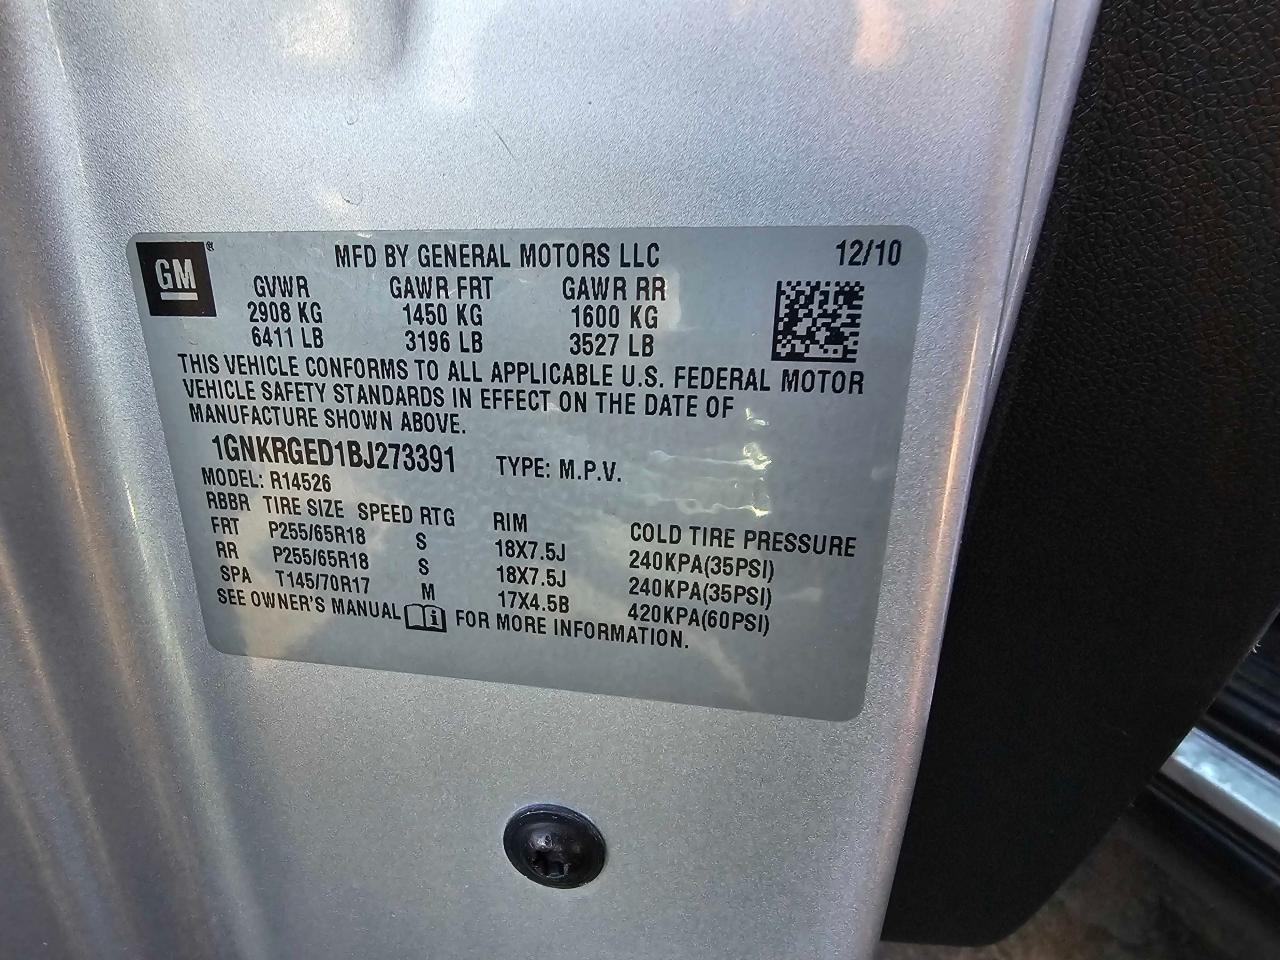 GM ®
MFD BY GENERAL MOTORS LLC 12/10
GVWR GAWR FRT GAWR RR
2908 KG 1450 KG 1600 KG
6411 LB 3196 LB 3527 LB
THIS VEHICLE CONFORMS TO ALL APPLICABLE U.S. FEDERAL MOTOR
VEHICLE SAFETY STANDARDS IN EFFECT ON THE DATE OF
MANUFACTURE SHOWN ABOVE.
1GNKRGED1BJ273391 TYPE: M.P.V.
MODEL: R14526
RBBR TIRE SIZE SPEED RTG RIM COLD TIRE PRESSURE
FRT P255/65R18 S 18X7.5J 240KPA(35PSI)
RR P255/65R18 S 18X7.5J 240KPA(35PSI)
SPA T145/70R17 M 17X4.5B 420KPA(60PSI)
SEE OWNER'S MANUAL i FOR MORE INFORMATION.